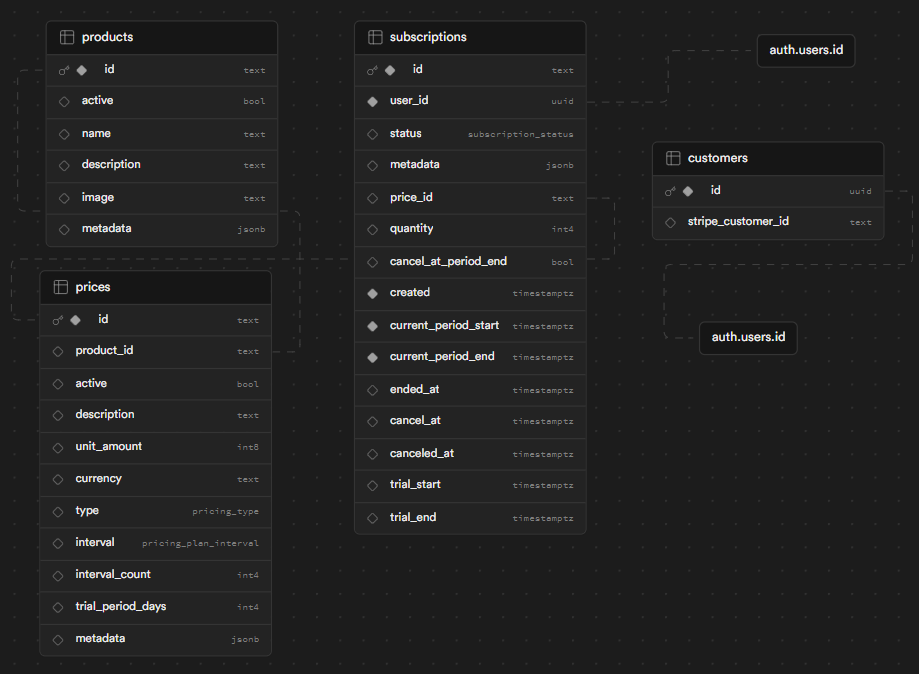 products
id text
active bool
name text
description text
image text
metadata jsonb
prices
id text
product_id text
active bool
description text
unit_amount int8
currency text
type pricing_type
interval pricing_plan_interval
interval_count int4
trial_period_days int4
metadata jsonb
subscriptions
id text
user_id uuid
status subscription_status
metadata jsonb
price_id text
quantity int4
cancel_at_period_end bool
created timestamptz
current_period_start timestamptz
current_period_end timestamptz
ended_at timestamptz
cancel_at timestamptz
canceled_at timestamptz
trial_start timestamptz
trial_end timestamptz
auth.users.id
customers
id uuid
stripe_customer_id text
auth.users.id